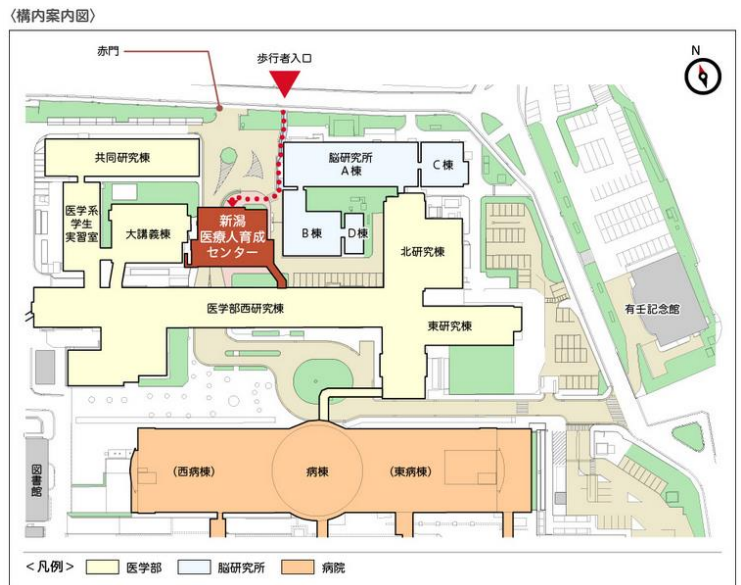 〈構内案内図〉
赤門
歩行者入口
N
共同研究棟
脳研究所
A棟
C棟
医学系
学生
実習室
大講義棟
新潟
医療人育成
センター
B棟
D棟
北研究棟
医学部西研究棟
東研究棟
有壬記念館
図書館
(西病棟)
病棟
(東病棟)
<凡例>
医学部
脳研究所
病院